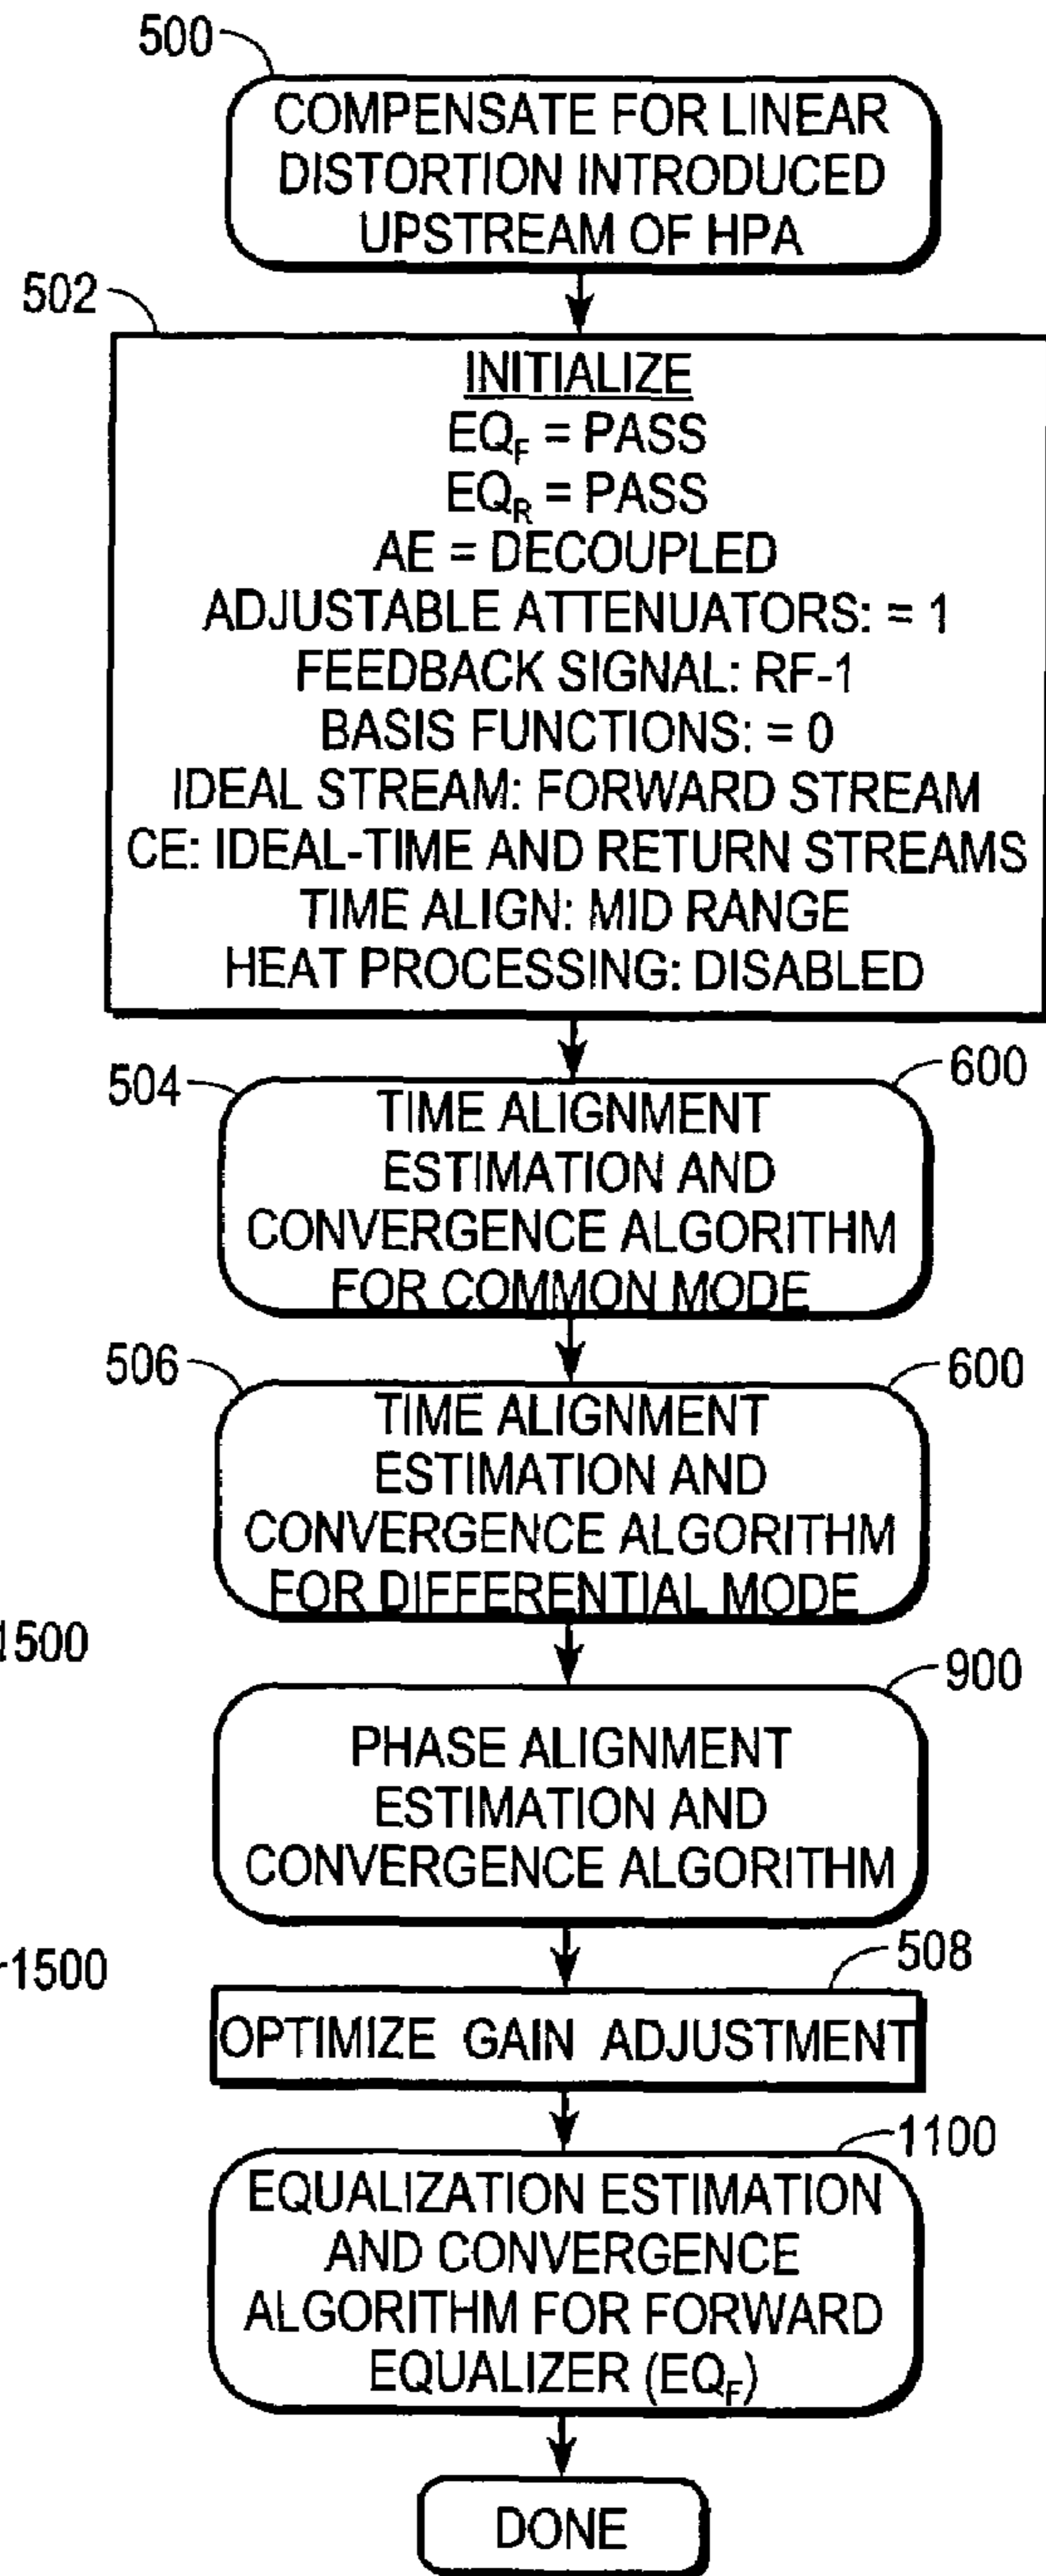 500
COMPENSATE FOR LINEAR
DISTORTION INTRODUCED
UPSTREAM OF HPA
502
INITIALIZE
EQF = PASS
EQR = PASS
AE = DECOUPLED
ADJUSTABLE ATTENUATORS: = 1
FEEDBACK SIGNAL: RF-1
BASIS FUNCTIONS: = 0
IDEAL STREAM: FORWARD STREAM
CE: IDEAL-TIME AND RETURN STREAMS
TIME ALIGN: MID RANGE
HEAT PROCESSING: DISABLED
504
600
TIME ALIGNMENT
ESTIMATION AND
CONVERGENCE ALGORITHM
FOR COMMON MODE
506
600
TIME ALIGNMENT
ESTIMATION AND
CONVERGENCE ALGORITHM
FOR DIFFERENTIAL MODE
1500
900
PHASE ALIGNMENT
ESTIMATION AND
CONVERGENCE ALGORITHM
1500
508
OPTIMIZE GAIN ADJUSTMENT
1100
EQUALIZATION ESTIMATION
AND CONVERGENCE
ALGORITHM FOR FORWARD
EQUALIZER (EQF)
DONE